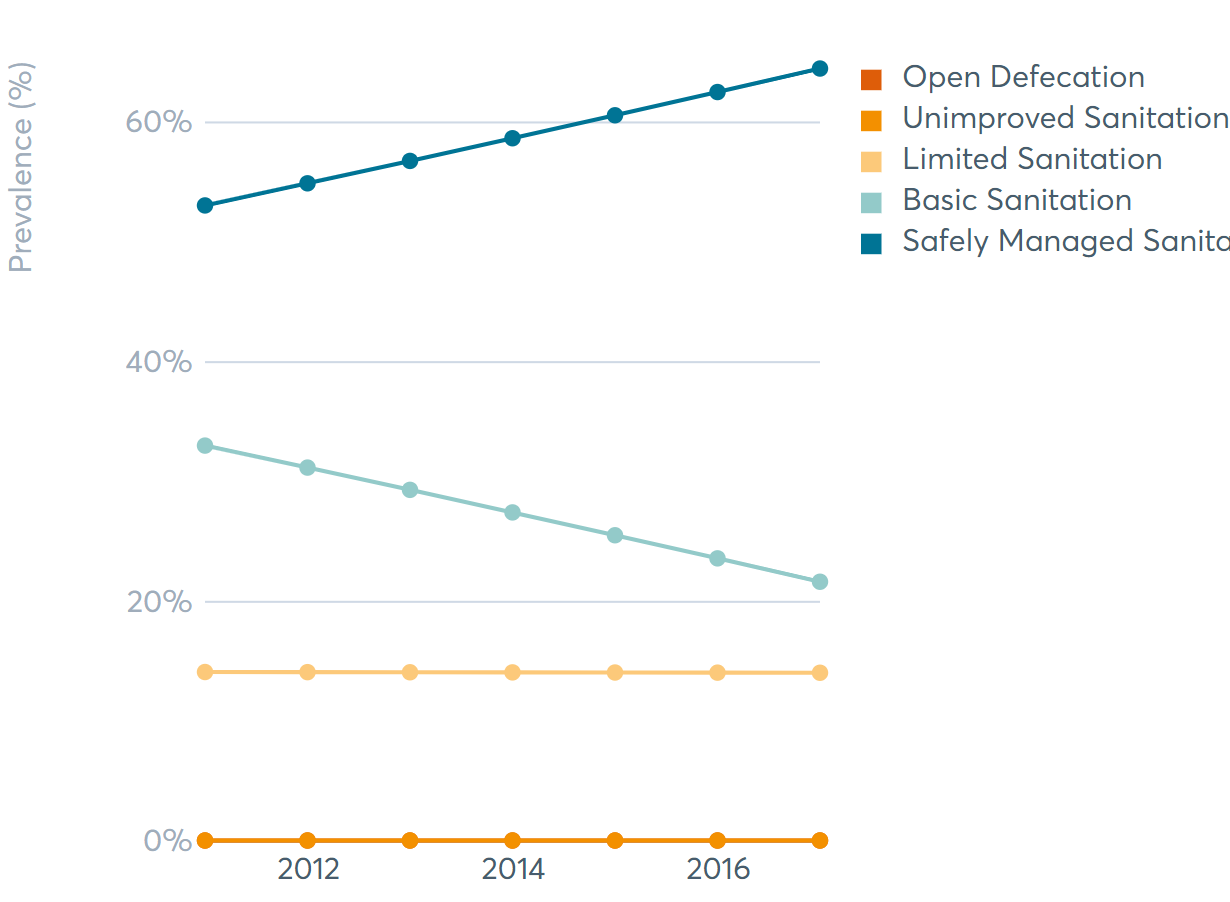 Prevalence (%)
60%
40%
20%
0%
2012
2014
2016
Open Defecation
Unimproved Sanitation
Limited Sanitation
Basic Sanitation
Safely Managed Sanita